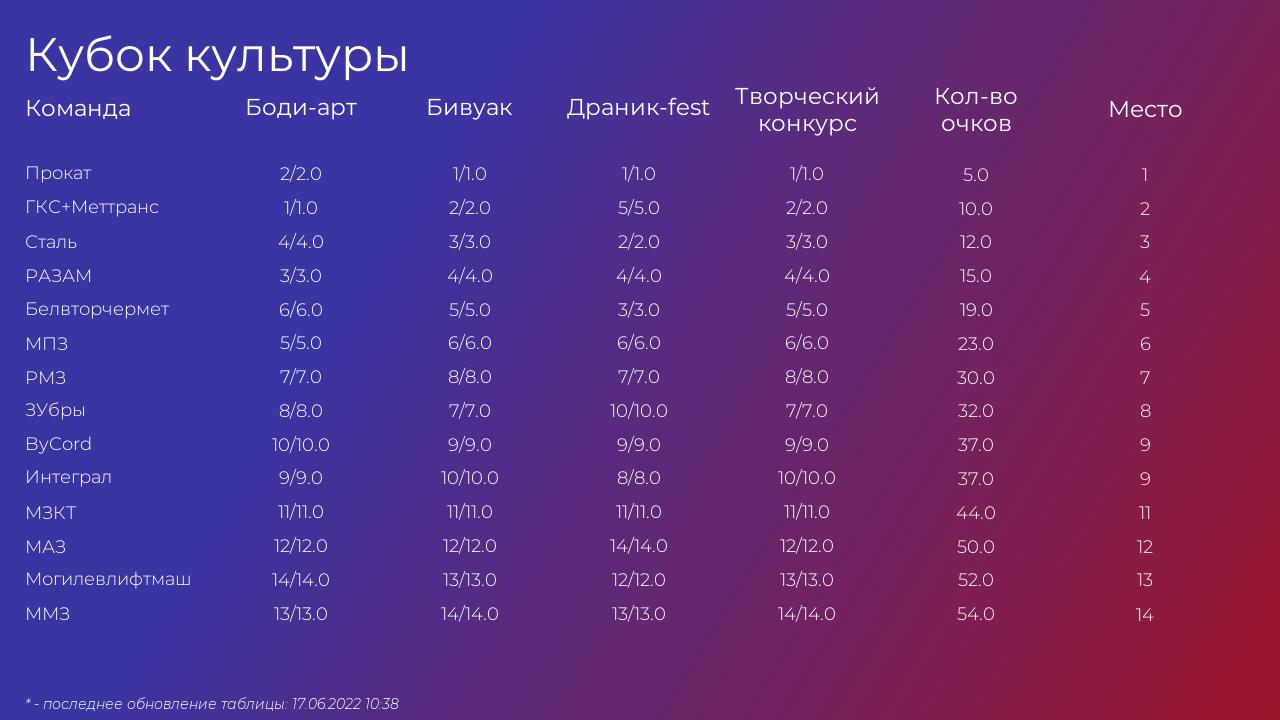 Кубок культуры
Команда Боди-арт Бивуак Драник-fest Творческий конкурс Кол-во очков Место
Прокат 2/2.0 1/1.0 1/1.0 1/1.0 5.0 1
ГКС+Меттранс 1/1.0 2/2.0 5/5.0 2/2.0 10.0 2
Сталь 4/4.0 3/3.0 2/2.0 3/3.0 12.0 3
РАЗАМ 3/3.0 4/4.0 4/4.0 4/4.0 15.0 4
Белвторчермет 6/6.0 5/5.0 3/3.0 5/5.0 19.0 5
МПЗ 5/5.0 6/6.0 6/6.0 6/6.0 23.0 6
РМЗ 7/7.0 8/8.0 7/7.0 8/8.0 30.0 7
ЗУбры 8/8.0 7/7.0 10/10.0 7/7.0 32.0 8
ByCord 10/10.0 9/9.0 9/9.0 9/9.0 37.0 9
Интеграл 9/9.0 10/10.0 8/8.0 10/10.0 37.0 9
МЗКТ 11/11.0 11/11.0 11/11.0 11/11.0 44.0 11
МАЗ 12/12.0 12/12.0 14/14.0 12/12.0 50.0 12
Могилевлифтмаш 14/14.0 13/13.0 12/12.0 13/13.0 52.0 13
ММЗ 13/13.0 14/14.0 13/13.0 14/14.0 54.0 14
* - последнее обновление таблицы: 17.06.2022 10:38